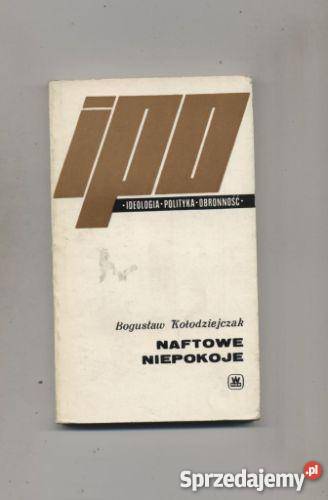 ipo
•IDEOLOGIA•POLITYKA•OBRONNOŚĆ•
Bogusław Kołodziejczak
NAFTOWE
NIEPOKOJE
Sprzedajemy.pl